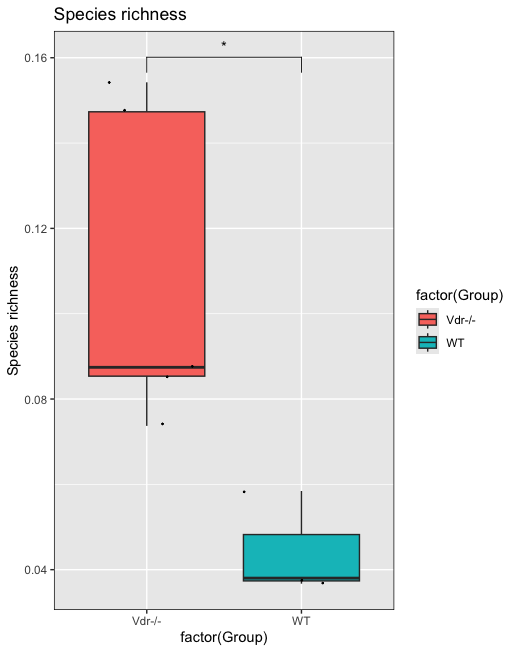 Species richness
*
0.16
0.12
0.08
0.04
Species richness
Vdr-/-
WT
factor(Group)
factor(Group)
Vdr-/-
WT